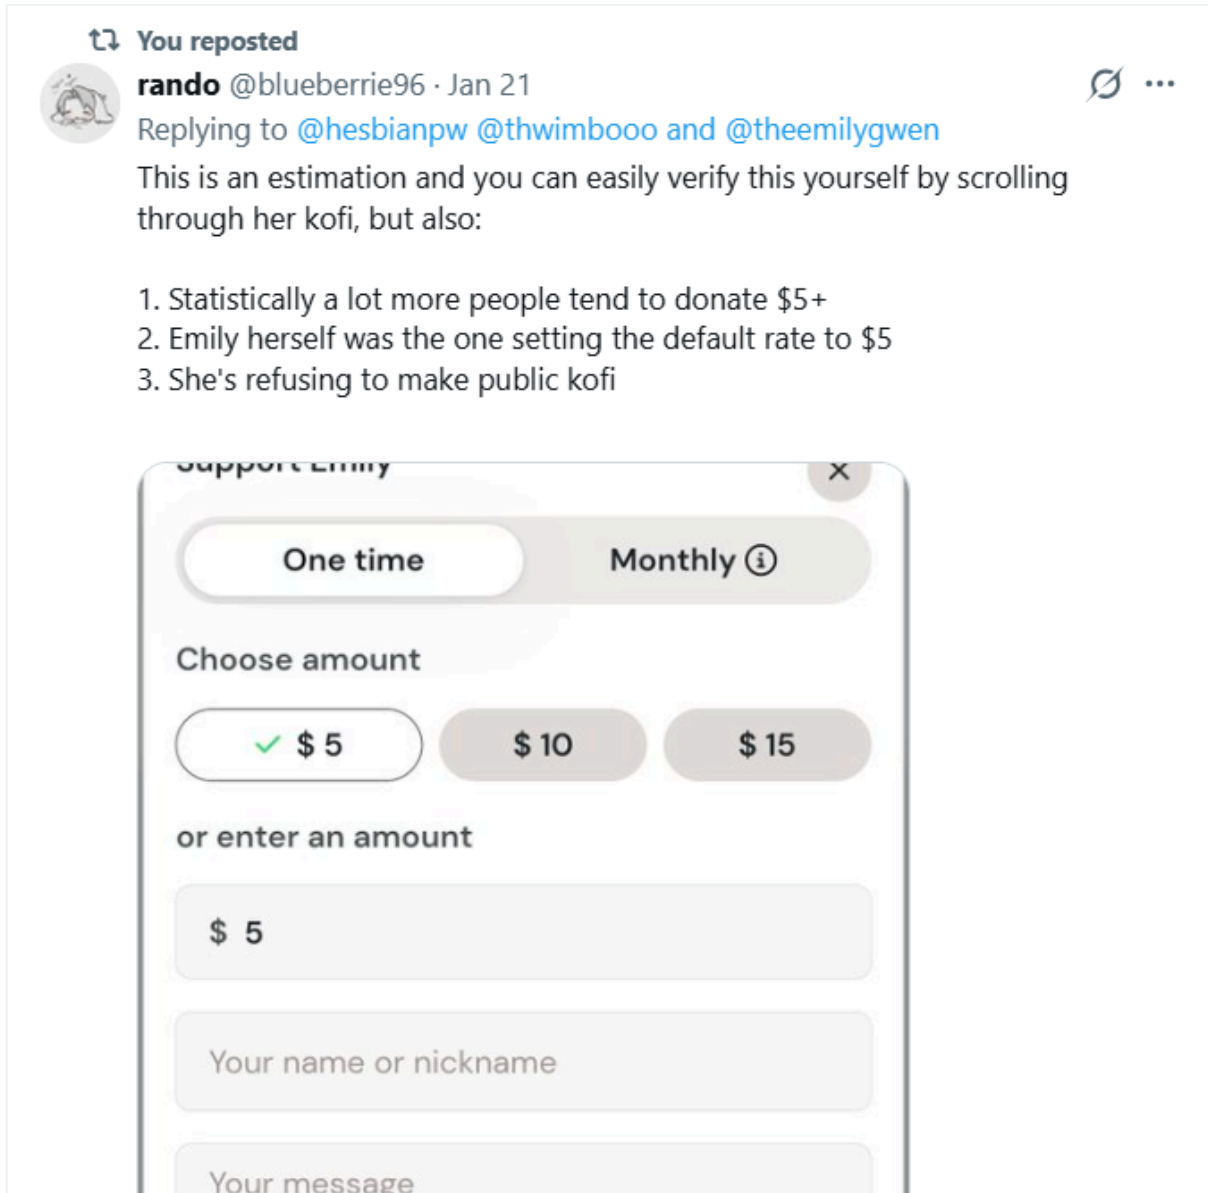 You reposted
rando @blueberrie96 · Jan 21
Replying to @hesbianpw @thwimbooo and @theemilygwen
This is an estimation and you can easily verify this yourself by scrolling
through her kofi, but also:
1. Statistically a lot more people tend to donate $5+
2. Emily herself was the one setting the default rate to $5
3. She's refusing to make public kofi
Support Emily
One time Monthly
Choose amount
$ 5 $ 10 $ 15
or enter an amount
$ 5
Your name or nickname
Your message